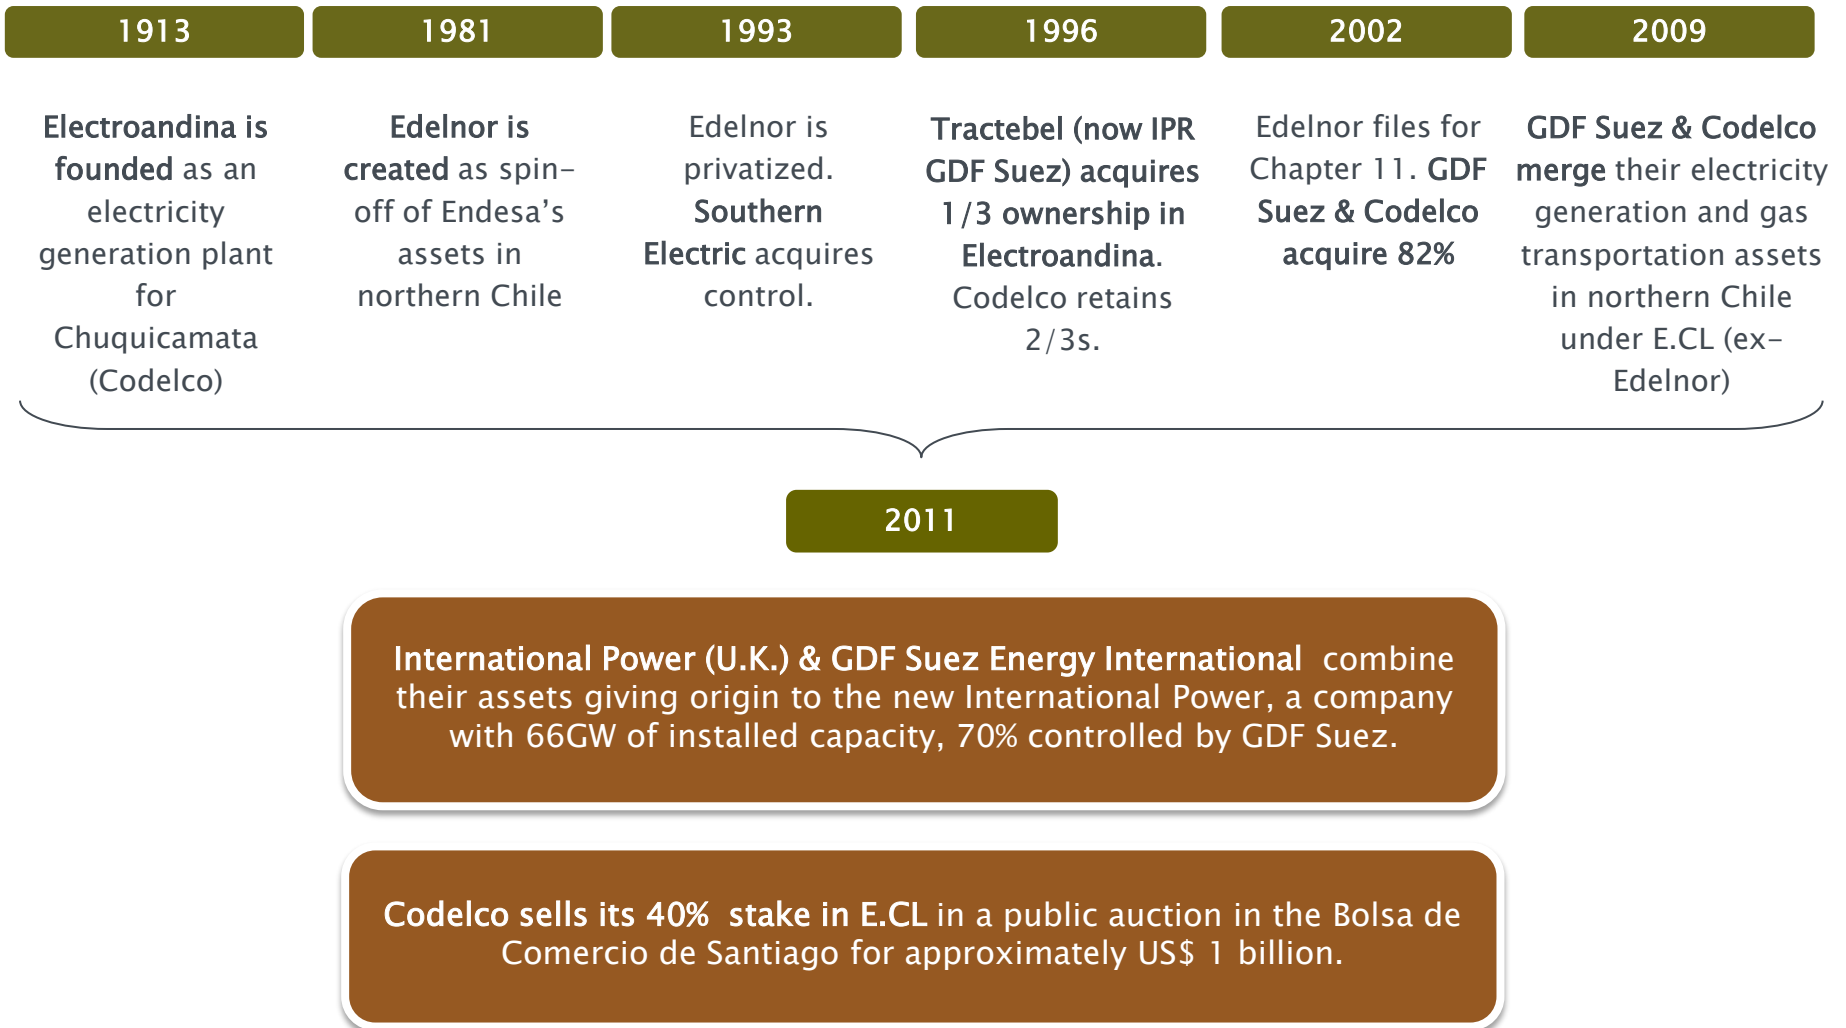 1913
Electroandina is
founded as an
electricity
generation plant
for
Chuquicamata
(Codelco)
1981
Edelnor is
created as spin-
off of Endesa’s
assets in
northern Chile
1993
Edelnor is
privatized.
Southern
Electric acquires
control.
1996
Tractebel (now IPR
GDF Suez) acquires
1/3 ownership in
Electroandina.
Codelco retains
2/3s.
2002
Edelnor files for
Chapter 11. GDF
Suez & Codelco
acquire 82%
2009
GDF Suez & Codelco
merge their electricity
generation and gas
transportation assets
in northern Chile
under E.CL (ex-
Edelnor)
2011
International Power (U.K.) & GDF Suez Energy International combine
their assets giving origin to the new International Power, a company
with 66GW of installed capacity, 70% controlled by GDF Suez.
Codelco sells its 40% stake in E.CL in a public auction in the Bolsa de
Comercio de Santiago for approximately US$ 1 billion.